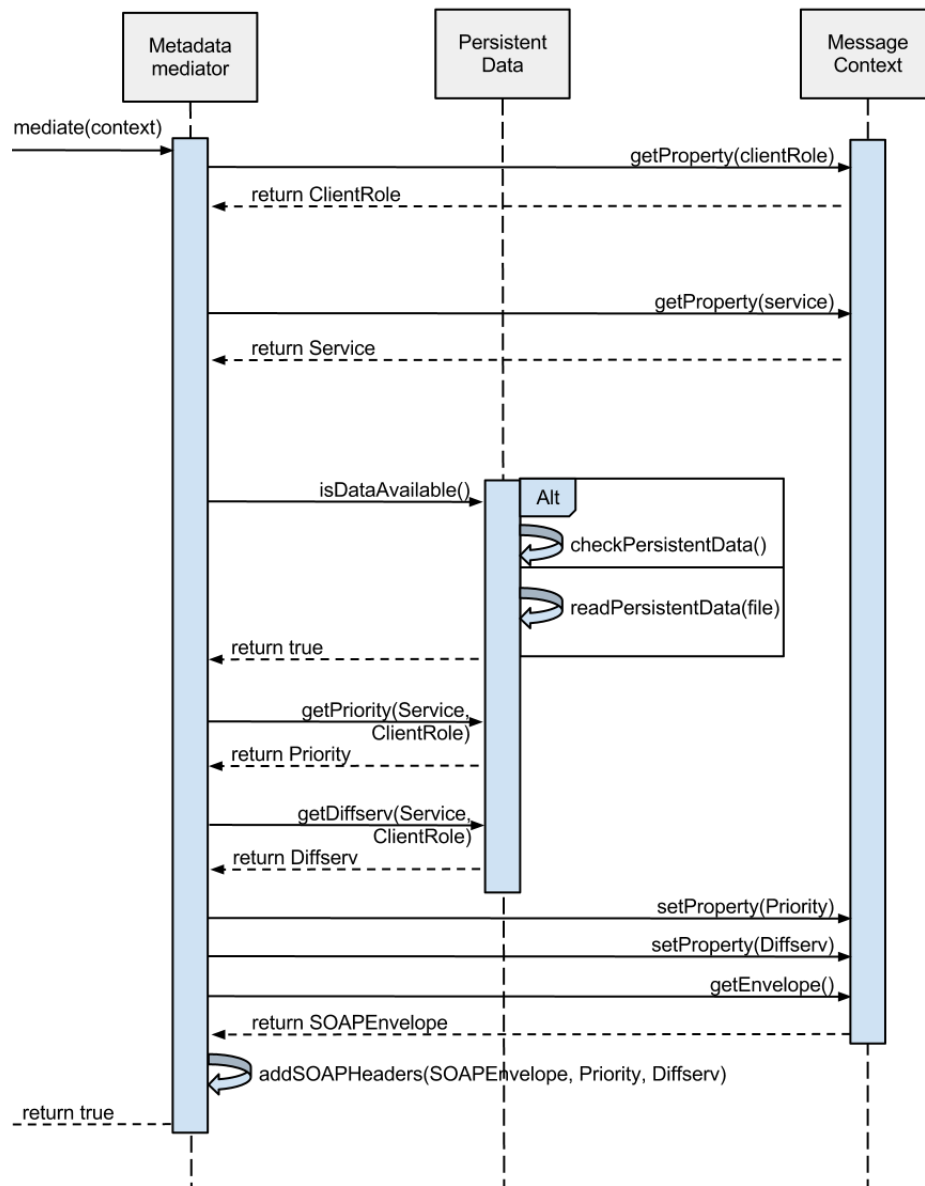 Metadata
mediator
Persistent
Data
Message
Context
mediate(context)
getProperty(clientRole)
return ClientRole
getProperty(service)
return Service
isDataAvailable()
Alt
checkPersistentData()
readPersistentData(file)
return true
getPriority(Service,
ClientRole)
return Priority
getDiffserv(Service,
ClientRole)
return Diffserv
setProperty(Priority)
setProperty(Diffserv)
getEnvelope()
return SOAPEnvelope
addSOAPHeaders(SOAPEnvelope, Priority, Diffserv)
return true